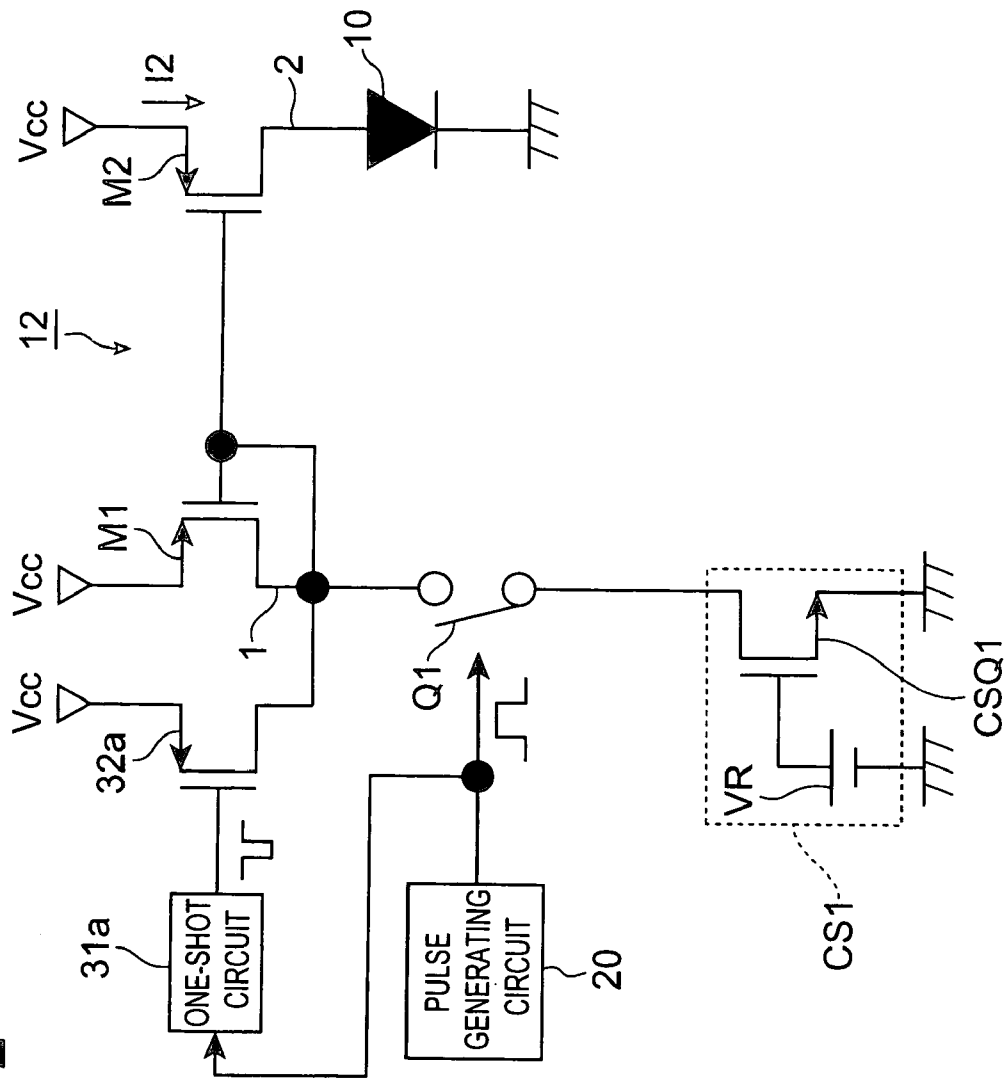 Vcc
Vcc
12
Vcc
31a
32a
M1
M2
I2
ONE-SHOT
CIRCUIT
1
2
10
Q1
PULSE
GENERATING
CIRCUIT
20
VR
CS1
CSQ1